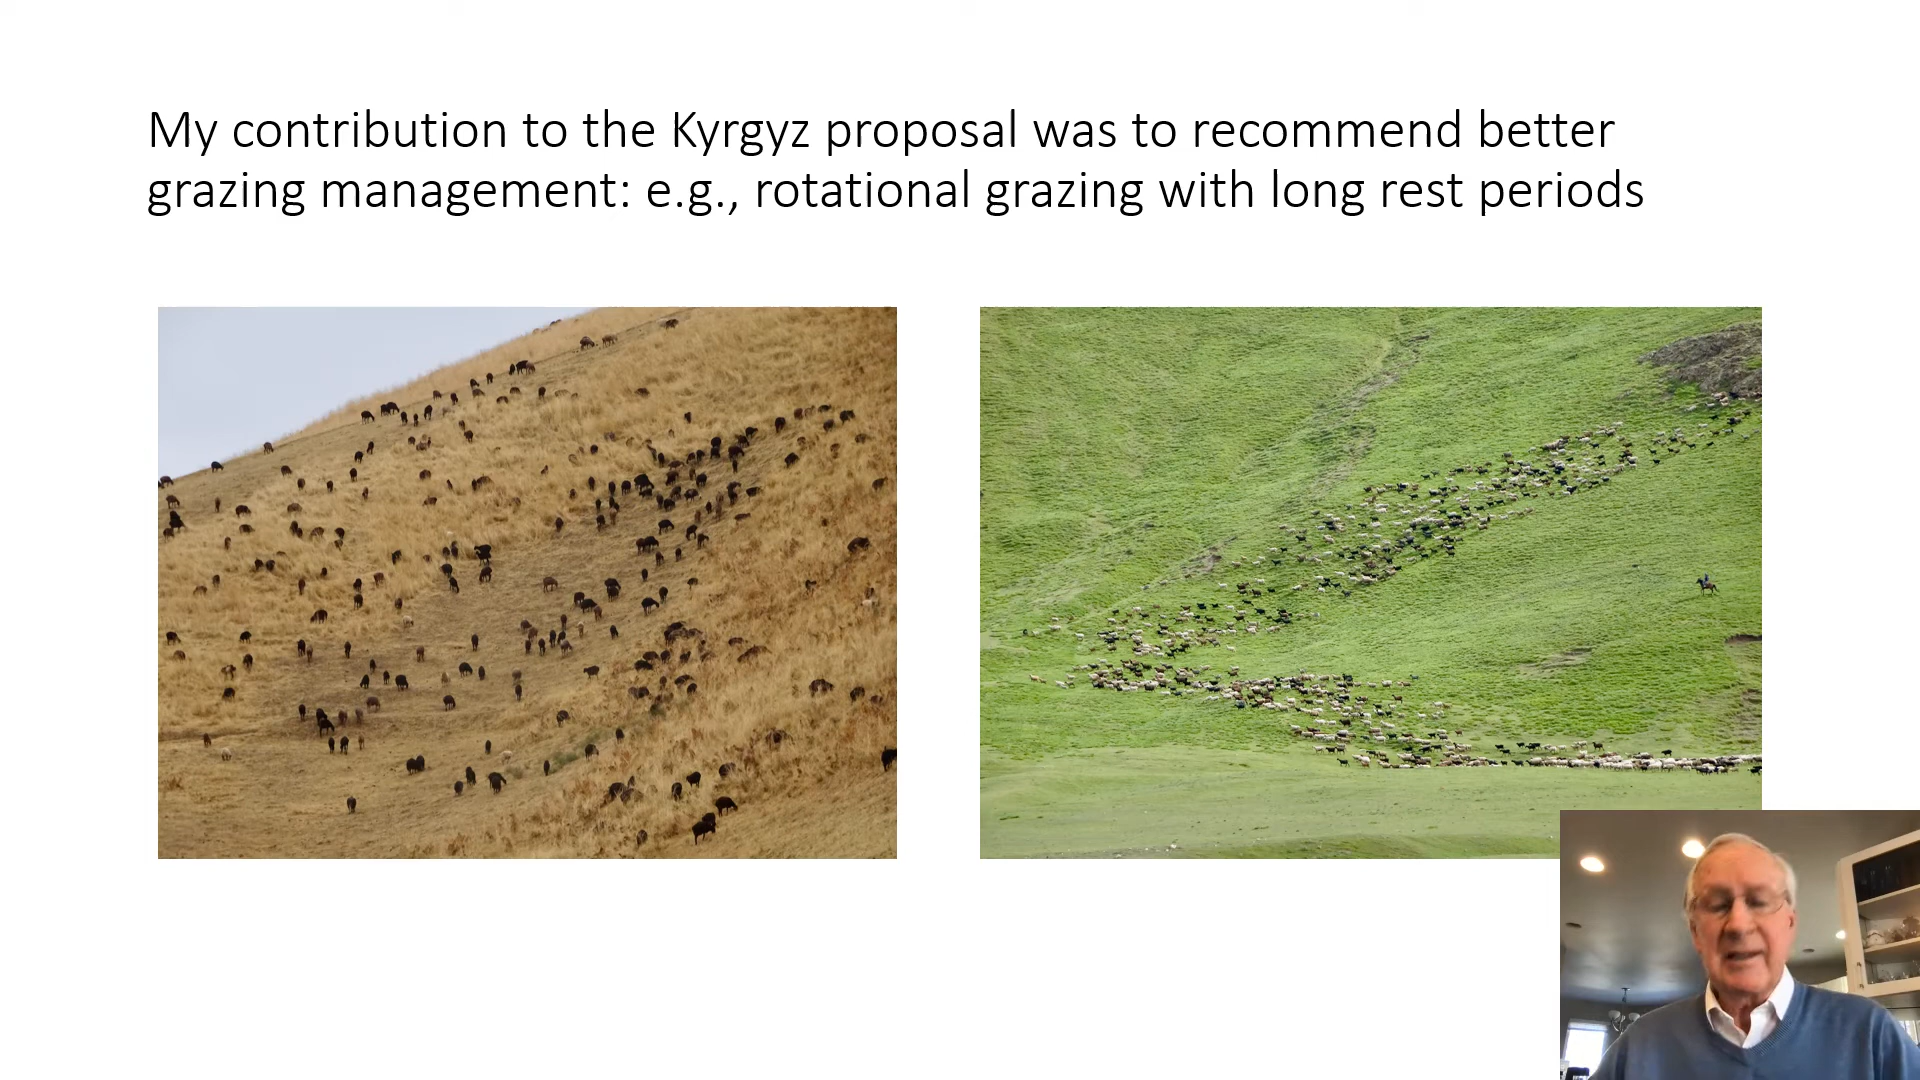 My contribution to the Kyrgyz proposal was to recommend better
grazing management: e.g., rotational grazing with long rest periods